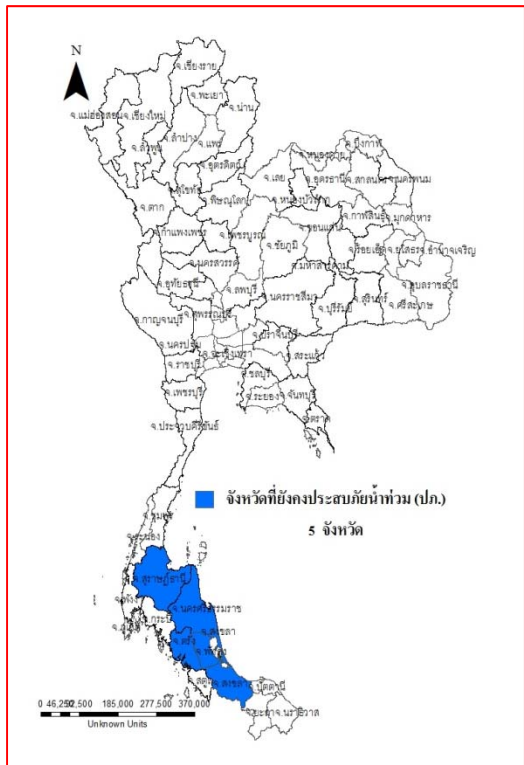 N
จ.เชียงราย
จ.พะเยา
จ.น่าน
จ.แม่ฮ่องสอน
จ.เชียงใหม่
จ.ลำปาง
จ.แพร่
จ.ลำพูน
จ.อุตรดิตถ์
จ.บึงกาฬ
จ.หนองคาย
จ.เลย
จ.อุดรธานี
จ.สกลนคร
จ.นครพนม
จ.สุโขทัย
จ.ตาก
จ.พิษณุโลก
จ.กาฬสินธุ์
จ.มุกดาหาร
จ.กำแพงเพชร
จ.เพชรบูรณ์
จ.ขอนแก่น
จ.ชัยภูมิ
จ.ร้อยเอ็ด
จ.ยโสธร
จ.อำนาจเจริญ
จ.นครสวรรค์
จ.มหาสารคาม
จ.อุทัยธานี
จ.ลพบุรี
จ.นครราชสีมา
จ.บุรีรัมย์
จ.สุรินทร์
จ.อุบลราชธานี
จ.ศรีสะเกษ
จ.สุพรรณบุรี
จ.กาญจนบุรี
จ.ปราจีนบุรี
จ.นครปฐม
จ.ฉะเชิงเทรา
จ.สระแก้ว
จ.ราชบุรี
จ.ชลบุรี
จ.เพชรบุรี
จ.ระยอง
จ.จันทบุรี
จ.ตราด
จ.ประจวบคีรีขันธ์
จังหวัดที่ยังคงประสบภัยน้ำท่วม (ปภ.)
5 จังหวัด
จ.ชุมพร
จ.ระนอง
จ.สุราษฎร์ธานี
จ.พังงา
จ.นครศรีธรรมราช
จ.กระบี่
จ.สงขลา
จ.ตรัง
จ.พัทลุง
จ.สตูล
จ.สงขลา
จ.ปัตตานี
จ.ยะลา
จ.นราธิวาส
0 46,250 92,500 185,000 277,500 370,000
Unknown Units